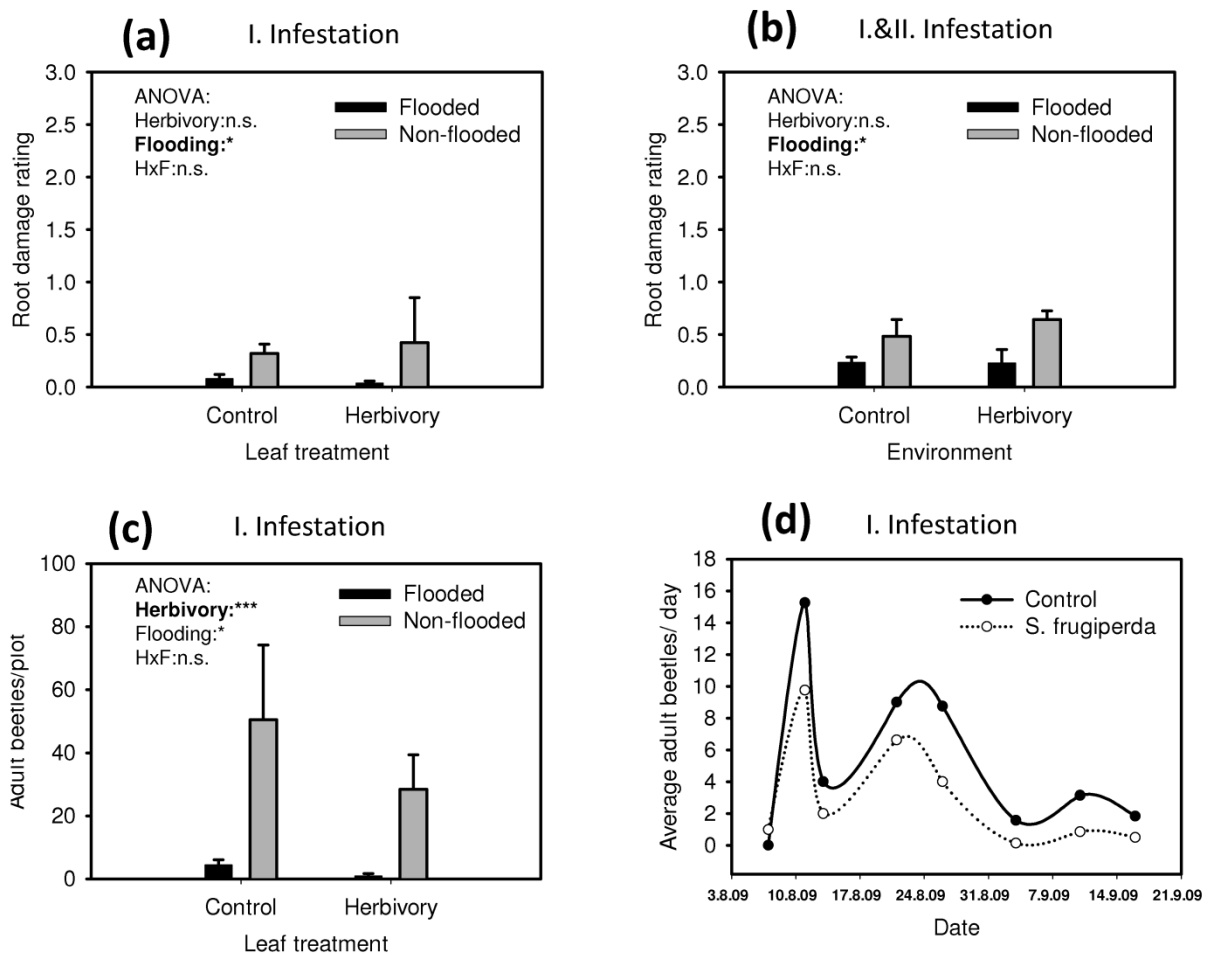 (a) I. Infestation
3.0
2.5
2.0
1.5
1.0
0.5
0.0
Root damage rating
ANOVA:
Herbivory:n.s.
Flooding:*
HxF:n.s.
Flooded
Non-flooded
Control Herbivory
Leaf treatment
(b) I.&II. Infestation
3.0
2.5
2.0
1.5
1.0
0.5
0.0
Root damage rating
ANOVA:
Herbivory:n.s.
Flooding:*
HxF:n.s.
Flooded
Non-flooded
Control Herbivory
Environment
(c) I. Infestation
100
80
60
40
20
0
Adult beetles/plot
ANOVA:
Herbivory:***
Flooding:*
HxF:n.s.
Flooded
Non-flooded
Control Herbivory
Leaf treatment
(d) I. Infestation
18
16
14
12
10
8
6
4
2
0
Average adult beetles/ day
Control
S. frugiperda
3.8.09 10.8.09 17.8.09 24.8.09 31.8.09 7.9.09 14.9.09 21.9.09
Date